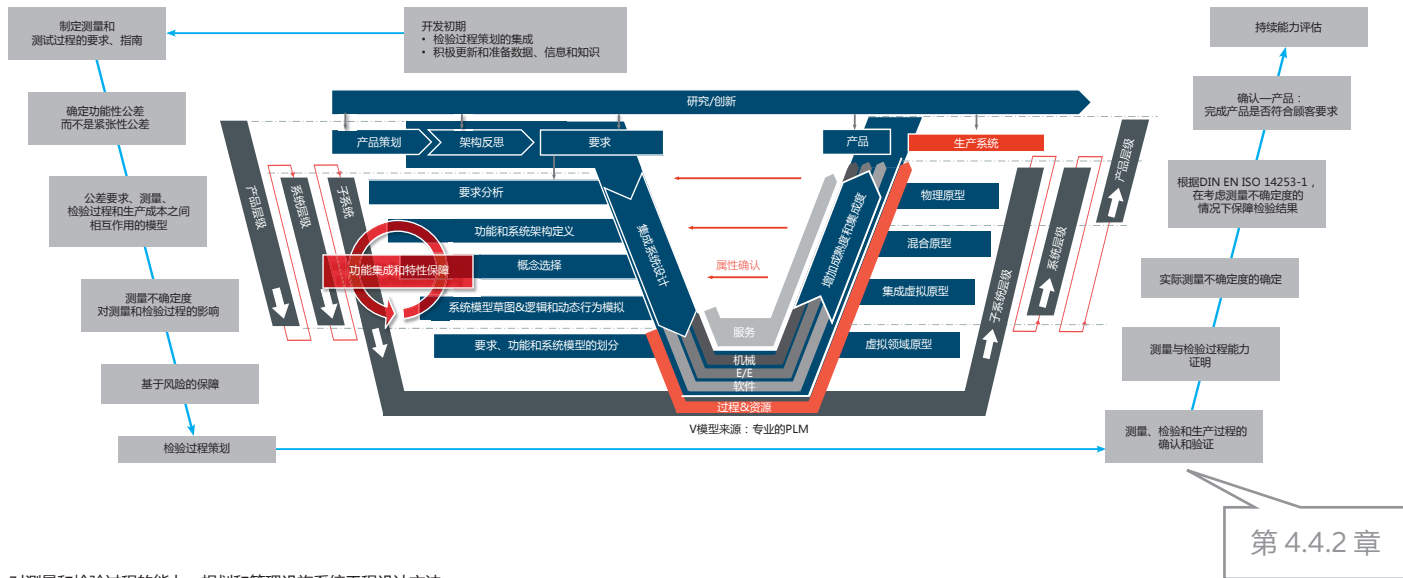 制定测量和
测试过程的要求、指南
开发初期
• 检验过程策划的集成
• 积极更新和准备数据、信息和知识
持续能力评估
确定功能性公差
而不是紧张性公差
公差要求、测量、
检验过程和生产成本之间
相互作用的模型
测量不确定度
对测量和检验过程的影响
基于风险的保障
检验过程策划
研究/创新
产品策划
架构反思
要求
产品
生产系统
产品层级
系统层级
子系统
要求分析
功能和系统架构定义
功能集成和特性保障
概念选择
系统模型草图&逻辑和动态行为模拟
要求、功能和系统模型的划分
集成系统设计
属性确认
增加成熟度和集成度
服务
机械
E/E
软件
过程&资源
物理原型
混合原型
集成虚拟原型
虚拟领域原型
子系统层级
系统层级
产品层级
V模型来源：专业的PLM
确认—产品：
完成产品是否符合顾客要求
根据DIN EN ISO 14253-1，
在考虑测量不确定度的
情况下保障检验结果
实际测量不确定度的确定
测量与检验过程能力
证明
测量、检验和生产过程的
确认和验证
第 4.4.2 章